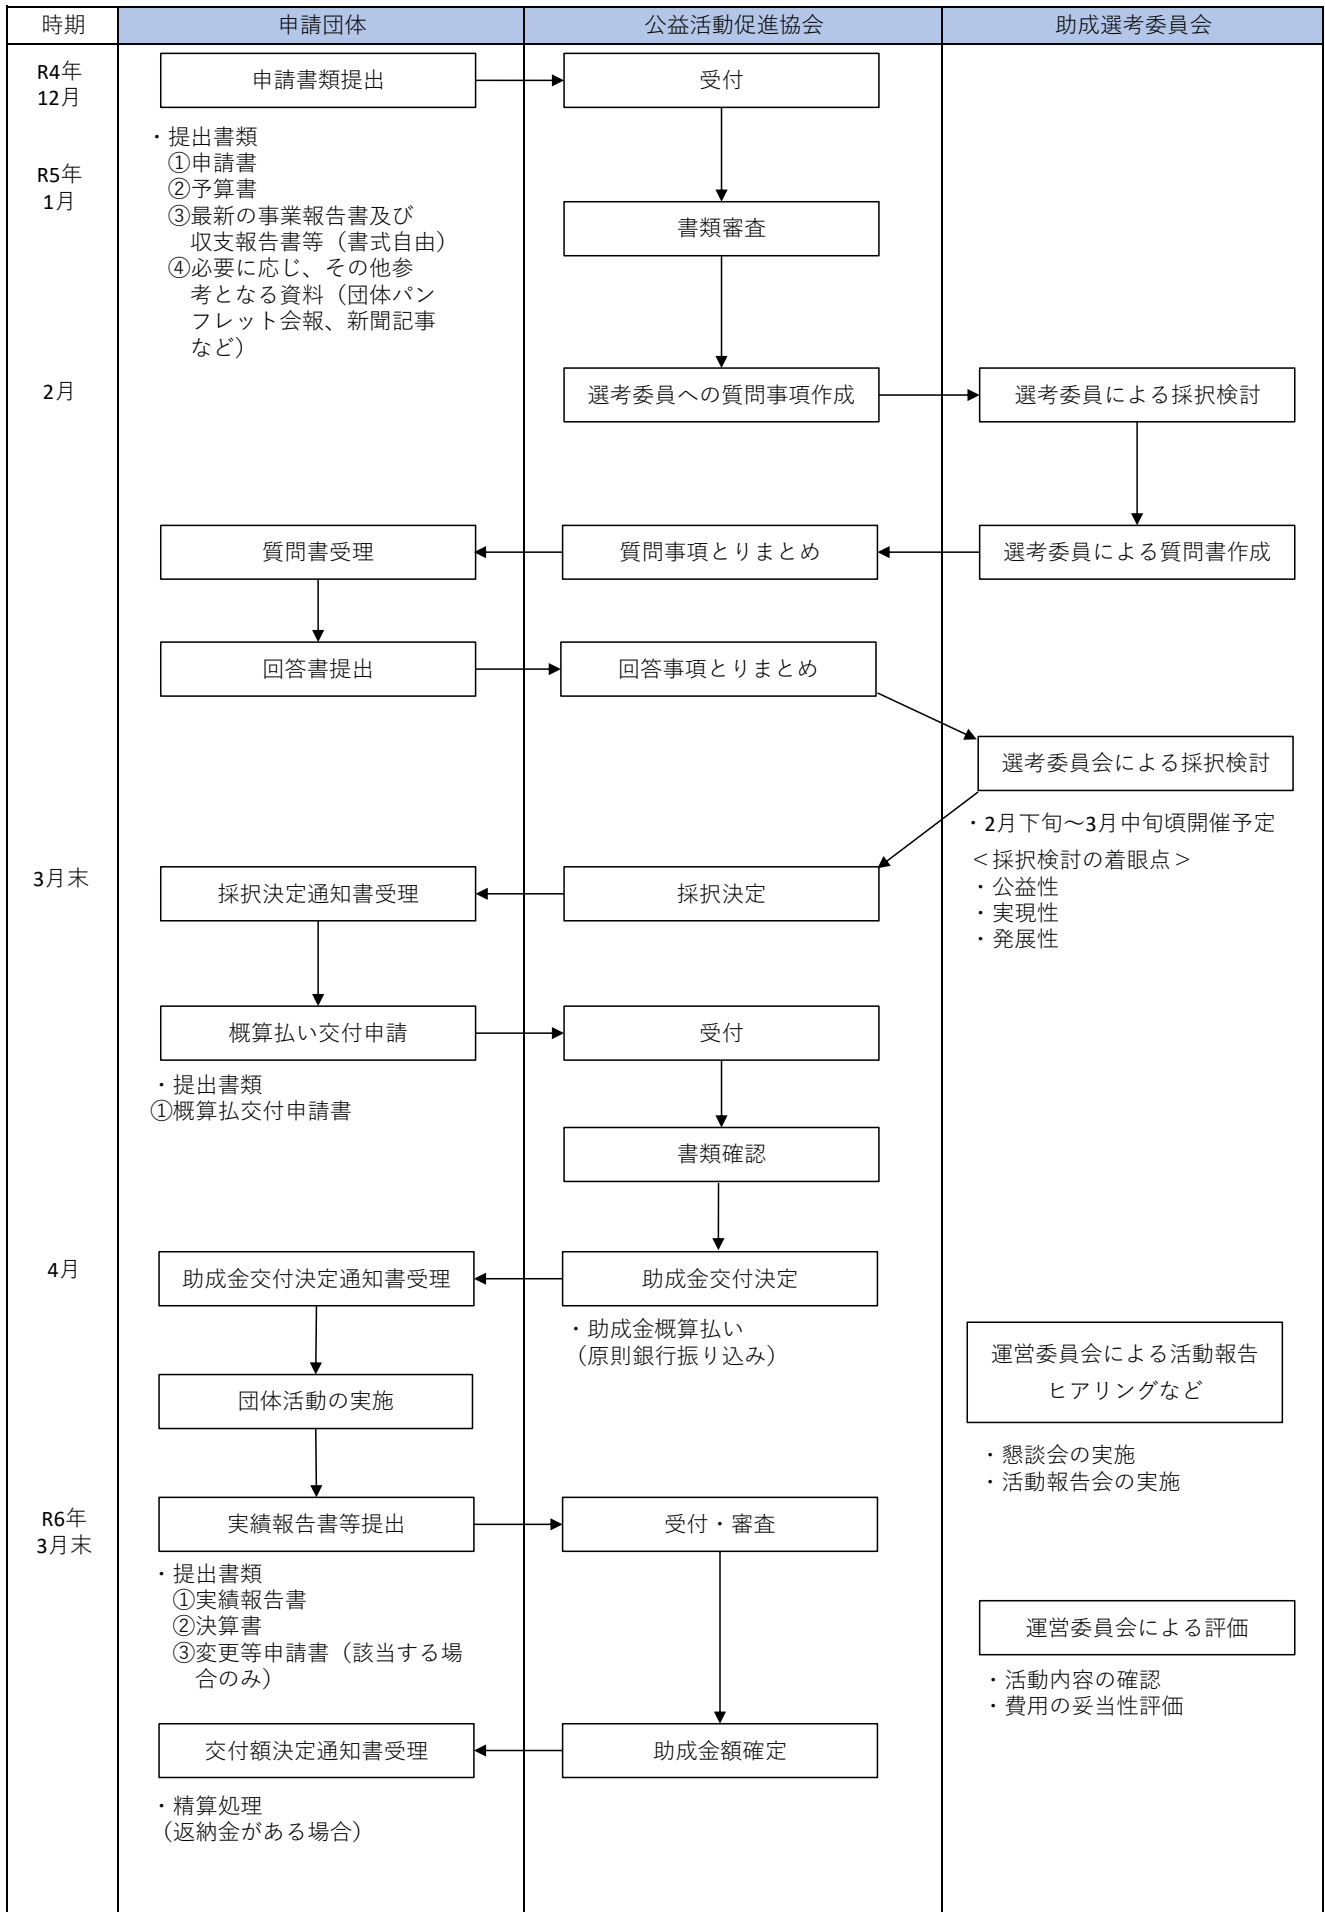 時期
申請団体
公益活動促進協会
助成選考委員会
R4年
12月
申請書類提出
受付
・提出書類
①申請書
②予算書
③最新の事業報告書及び
収支報告書等（書式自由）
④必要に応じ、その他参
考となる資料（団体パン
フレット会報、新聞記事
など）
R5年
1月
書類審査
2月
選考委員への質問事項作成
選考委員による採択検討
質問書受理
質問事項とりまとめ
選考委員による質問書作成
回答書提出
回答事項とりまとめ
選考委員会による採択検討
・2月下旬～3月中旬頃開催予定
＜採択検討の着眼点＞
・公益性
・実現性
・発展性
3月末
採択決定通知書受理
採択決定
概算払い交付申請
受付
・提出書類
①概算払交付申請書
書類確認
4月
助成金交付決定通知書受理
助成金交付決定
・助成金概算払い
（原則銀行振り込み）
運営委員会による活動報告
ヒアリングなど
団体活動の実施
・懇談会の実施
・活動報告会の実施
R6年
3月末
実績報告書等提出
受付・審査
・提出書類
①実績報告書
②決算書
③変更等申請書（該当する場
合のみ）
運営委員会による評価
・活動内容の確認
・費用の妥当性評価
交付額決定通知書受理
助成金額確定
・精算処理
（返納金がある場合）